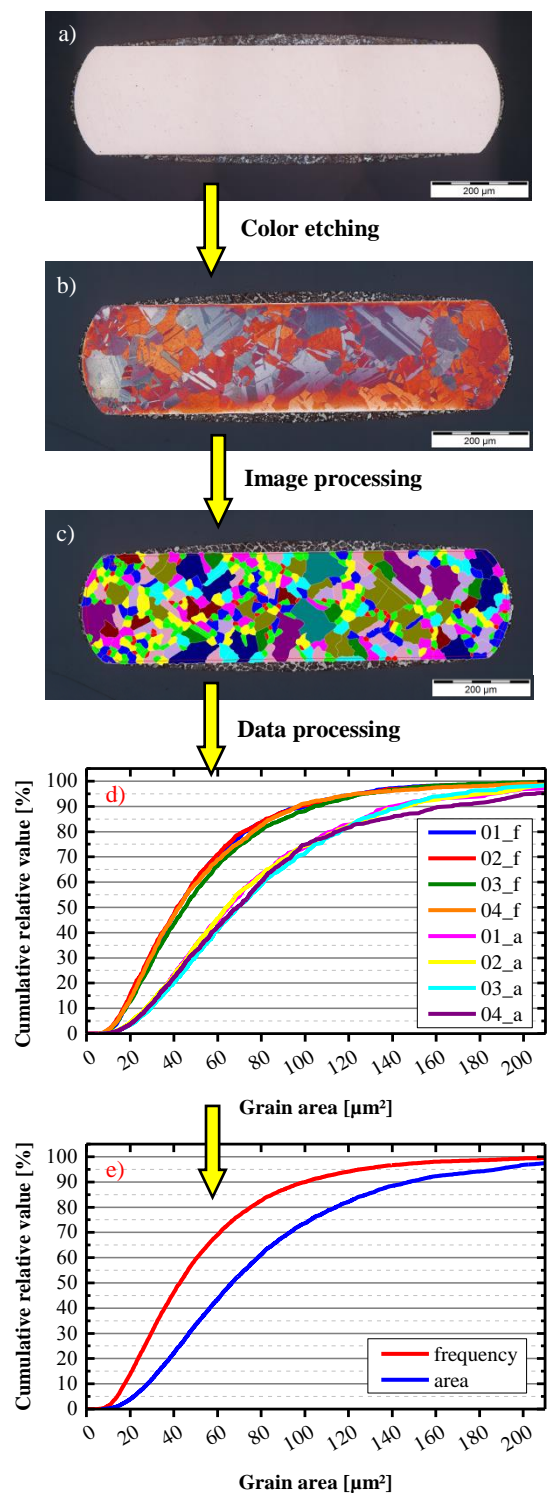 a)
200 µm
Color etching
b)
200 µm
Image processing
c)
200 µm
Data processing
Cumulative relative value [%]
100
90
80
70
60
50
40
30
20
10
0
d)
01_f
02_f
03_f
04_f
01_a
02_a
03_a
04_a
0 20 40 60 80 100 120 140 160 180 200
Grain area [µm²]
Cumulative relative value [%]
100
90
80
70
60
50
40
30
20
10
0
e)
frequency
area
0 20 40 60 80 100 120 140 160 180 200
Grain area [µm²]